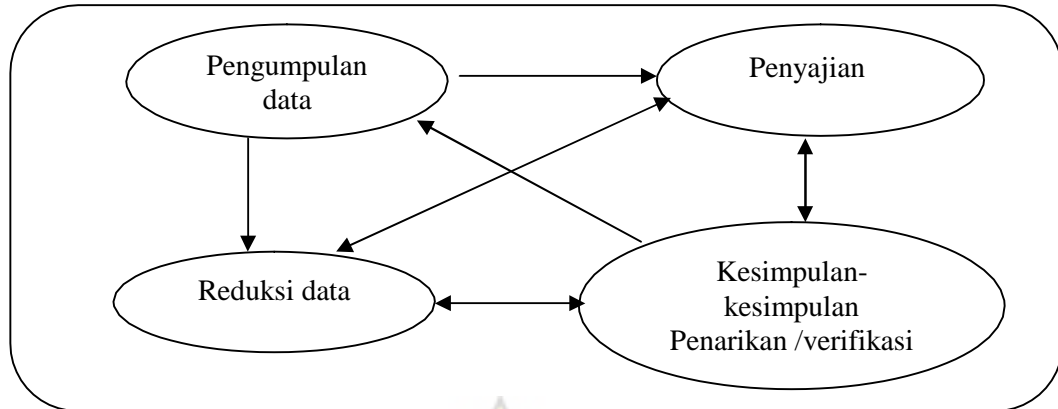 Pengumpulan
data
Penyajian
Reduksi data
Kesimpulan-
kesimpulan
Penarikan /verifikasi